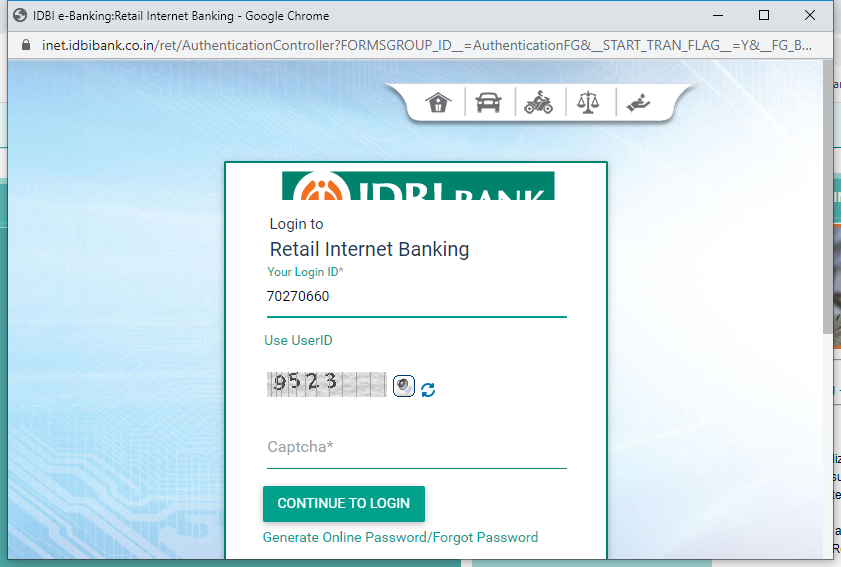 IDBI e-Banking:Retail Internet Banking - Google Chrome
inet.idbibank.co.in/ret/AuthenticationController?FORMSGROUP_ID__=AuthenticationFG&__START_TRAN_FLAG__=Y&__FG_B...
IDBI BANK
Login to
Retail Internet Banking
Your Login ID*
70270660
Use UserID
9523
Captcha*
CONTINUE TO LOGIN
Generate Online Password/Forgot Password